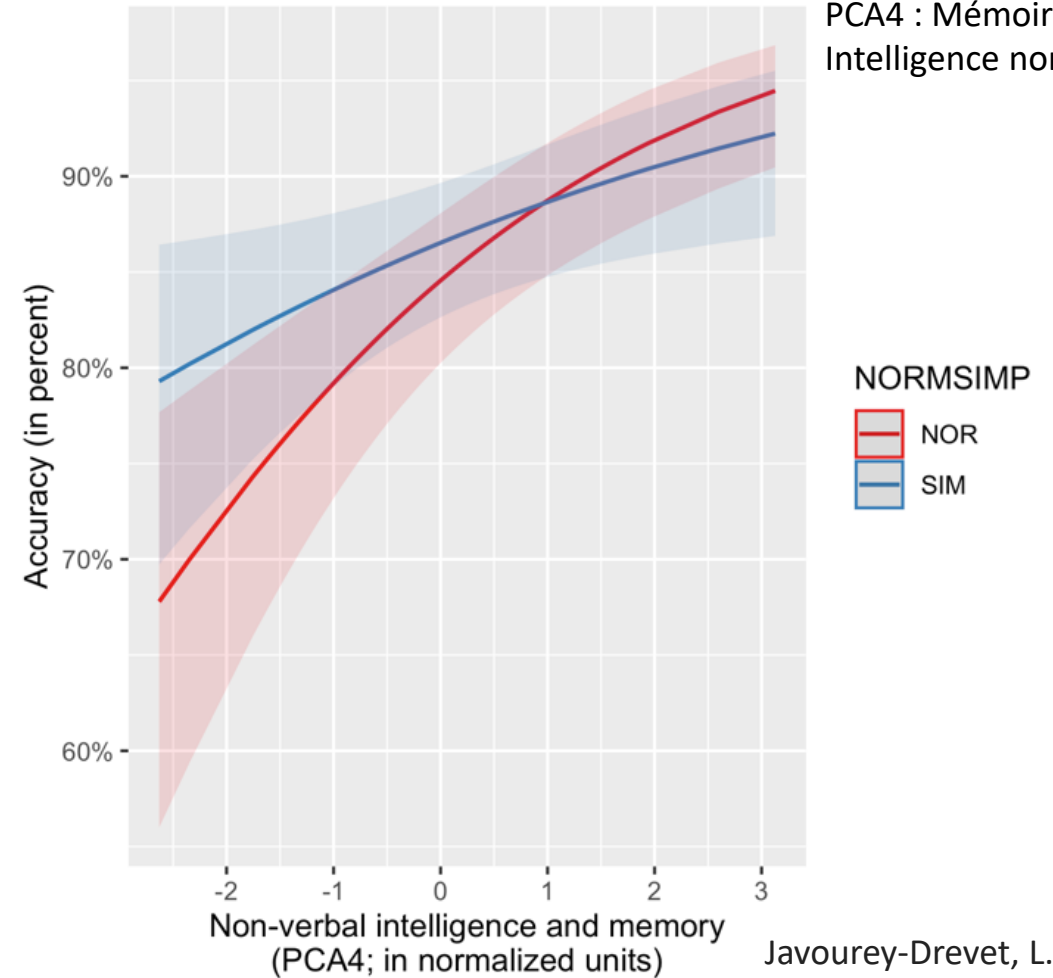 PCA4 : Mémoir
Intelligence nor
Accuracy (in percent)
90%
80%
70%
60%
-2 -1 0 1 2 3
Non-verbal intelligence and memory
(PCA4; in normalized units)
NORMSIMP
NOR
SIM
Javourey-Drevet, L.